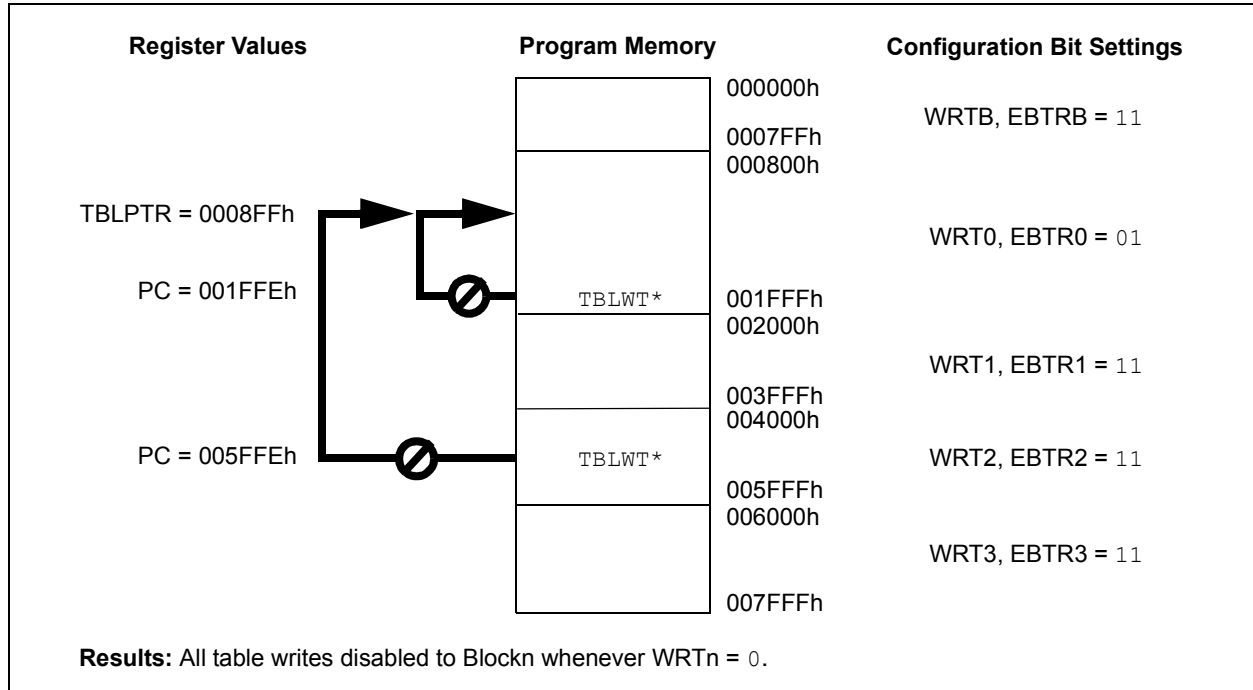 Register Values Program Memory Configuration Bit Settings
000000h
WRTB, EBTRB = 11
0007FFh
000800h
TBLPTR = 0008FFh
WRT0, EBTR0 = 01
PC = 001FFEh
TBLWT* 001FFFh
002000h
WRT1, EBTR1 = 11
003FFFh
004000h
PC = 005FFEh TBLWT* WRT2, EBTR2 = 11
005FFFh
006000h
WRT3, EBTR3 = 11
007FFFh
Results: All table writes disabled to Blockn whenever WRTn = 0.